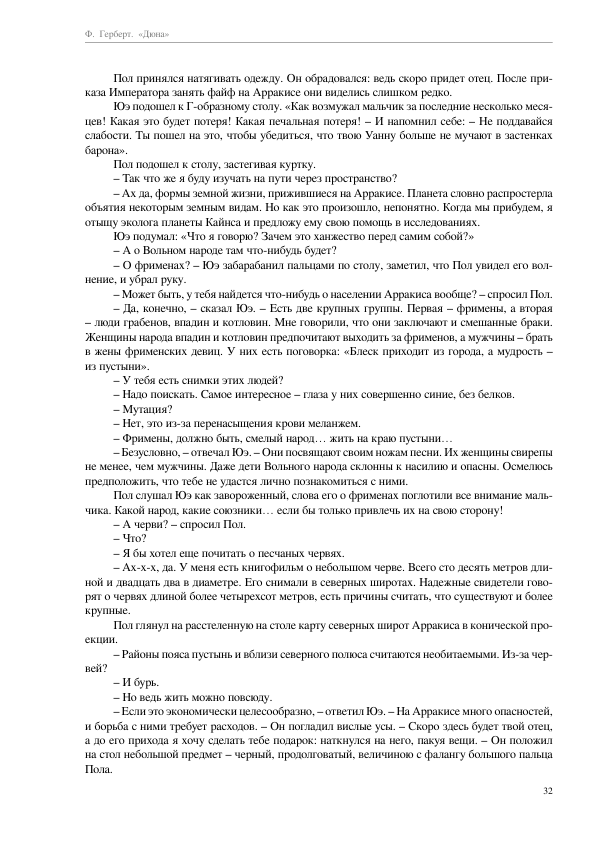 Ф. Герберт. «Дюна»
Пол принялся натягивать одежду. Он обрадовался: ведь скоро придет отец. После при-
каза Императора занять файф на Арракисе они виделись слишком редко.
Юэ подошел к Г-образному столу. «Как возмужал мальчик за последние несколько меся-
цев! Какая это будет потеря! Какая печальная потеря! – И напомнил себе: – Не поддавайся
слабости. Ты пошел на это, чтобы убедиться, что твою Уанну больше не мучают в застенках
барона».
Пол подошел к столу, застегивая куртку.
– Так что же я буду изучать на пути через пространство?
– Ах да, формы земной жизни, прижившиеся на Арракисе. Планета словно распростерла
объятия некоторым земным видам. Но как это произошло, непонятно. Когда мы прибудем, я
отыщу эколога планеты Кайнса и предложу ему свою помощь в исследованиях.
Юэ подумал: «Что я говорю? Зачем это ханжество перед самим собой?»
– А о Вольном народе там что-нибудь будет?
– О фрименах? – Юэ забарабанил пальцами по столу, заметил, что Пол увидел его вол-
нение, и убрал руку.
– Может быть, у тебя найдется что-нибудь о населении Арракиса вообще? – спросил Пол.
– Да, конечно, – сказал Юэ. – Есть две крупных группы. Первая – фримены, а вторая
– люди грабенов, впадин и котловин. Мне говорили, что они заключают и смешанные браки.
Женщины народа впадин и котловин предпочитают выходить за фрименов, а мужчины – брать
в жены фрименских девиц. У них есть поговорка: «Блеск приходит из города, а мудрость –
из пустыни».
– У тебя есть снимки этих людей?
– Надо поискать. Самое интересное – глаза у них совершенно синие, без белков.
– Мутация?
– Нет, это из-за перенасыщения крови меланжем.
– Фримены, должно быть, смелый народ… жить на краю пустыни…
– Безусловно, – отвечал Юэ. – Они посвящают своим ножам песни. Их женщины свирепы
не менее, чем мужчины. Даже дети Вольного народа склонны к насилию и опасны. Осмелюсь
предположить, что тебе не удастся лично познакомиться с ними.
Пол слушал Юэ как завороженный, слова его о фрименах поглотили все внимание маль-
чика. Какой народ, какие союзники… если бы только привлечь их на свою сторону!
– А черви? – спросил Пол.
– Что?
– Я бы хотел еще почитать о песчаных червях.
– Ах-х-х, да. У меня есть книгофильм о небольшом черве. Всего сто десять метров дли-
ной и двадцать два в диаметре. Его снимали в северных широтах. Надежные свидетели гово-
рят о червях длиной более четырехсот метров, есть причины считать, что существуют и более
крупные.
Пол глянул на расстеленную на столе карту северных широт Арракиса в конической про-
екции.
– Районы пояса пустынь и вблизи северного полюса считаются необитаемыми. Из-за чер-
вей?
– И бурь.
– Но ведь жить можно повсюду.
– Если это экономически целесообразно, – ответил Юэ. – На Арракисе много опасностей,
и борьба с ними требует расходов. – Он погладил вислые усы. – Скоро здесь будет твой отец,
а до его прихода я хочу сделать тебе подарок: наткнулся на него, пакуя вещи. – Он положил
на стол небольшой предмет – черный, продолговатый, величиною с фалангу большого пальца
Пола.
32